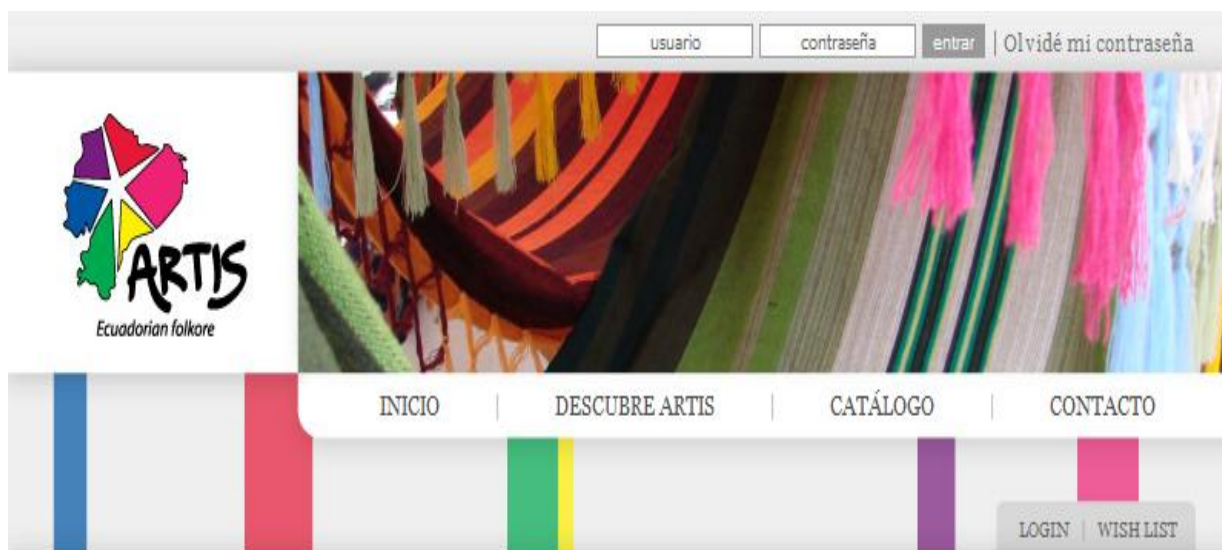 usuario contraseña entrar | Olvidé mi contraseña
ARTIS
Ecuadorian folkore
INICIO | DESCUBRE ARTIS | CATÁLOGO | CONTACTO
LOGIN | WISH LIST